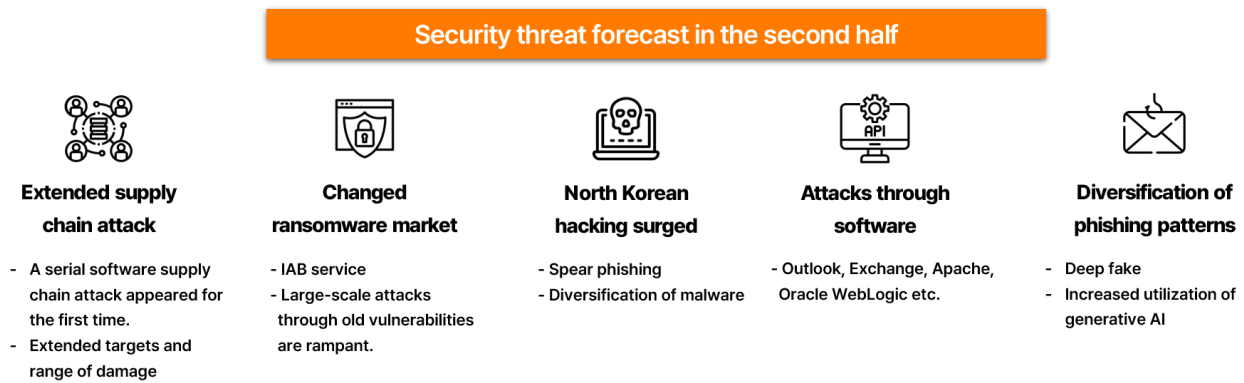 Security threat forecast in the second half
Extended supply
chain attack
- A serial software supply
chain attack appeared for
the first time.
- Extended targets and
range of damage
Changed
ransomware market
- IAB service
- Large-scale attacks
through old vulnerabilities
are rampant.
North Korean
hacking surged
- Spear phishing
- Diversification of malware
API
Attacks through
software
- Outlook, Exchange, Apache,
Oracle WebLogic etc.
Diversification of
phishing patterns
- Deep fake
- Increased utilization of
generative AI